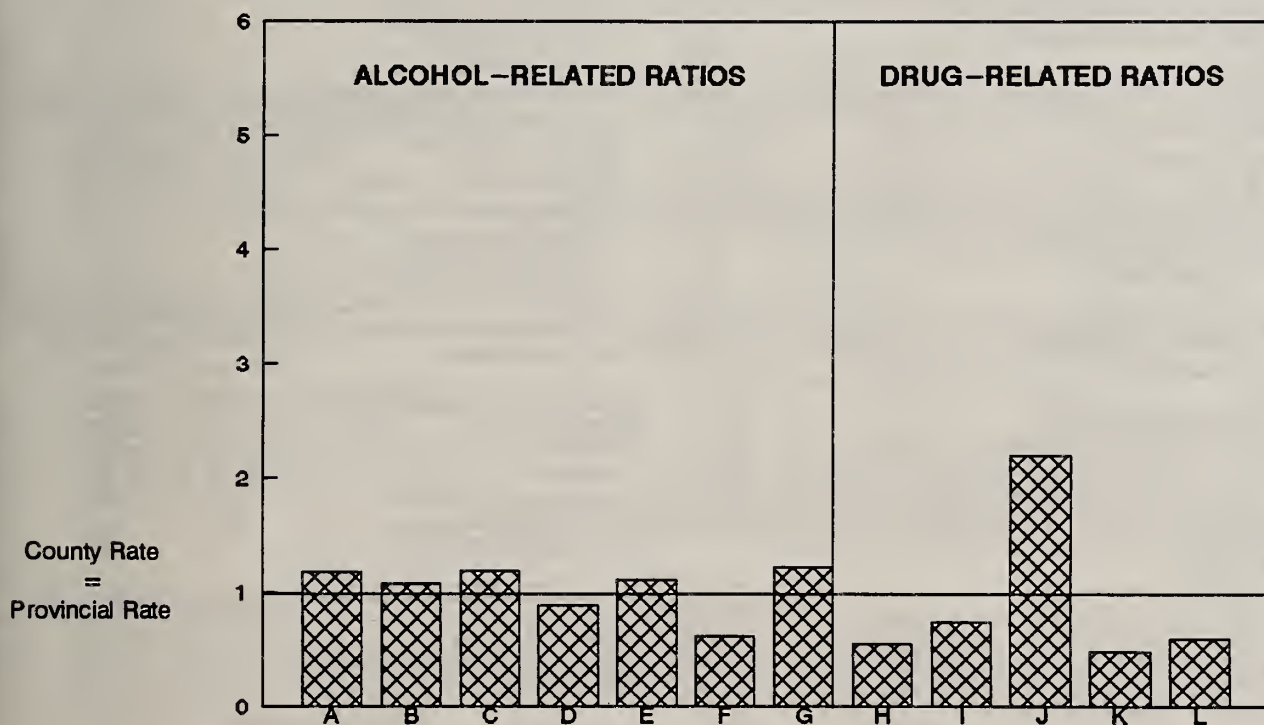 6
ALCOHOL-RELATED RATIOS DRUG-RELATED RATIOS
5
4
3
2
County Rate
=
Provincial Rate
1
0
A B C D E F G H I J K L